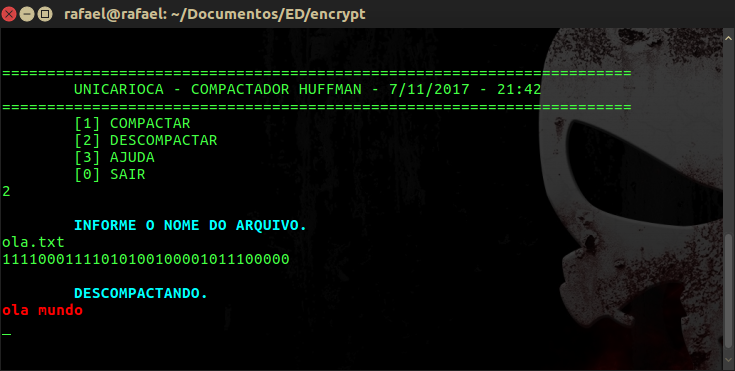 rafael@rafael: ~/Documentos/ED/encrypt
======================================================================
UNICARIOCA - COMPACTADOR HUFFMAN - 7/11/2017 - 21:42
======================================================================
[1] COMPACTAR
[2] DESCOMPACTAR
[3] AJUDA
[0] SAIR
2
INFORME O NOME DO ARQUIVO.
ola.txt
11110001111010100100001011100000
DESCOMPACTANDO.
ola mundo
_